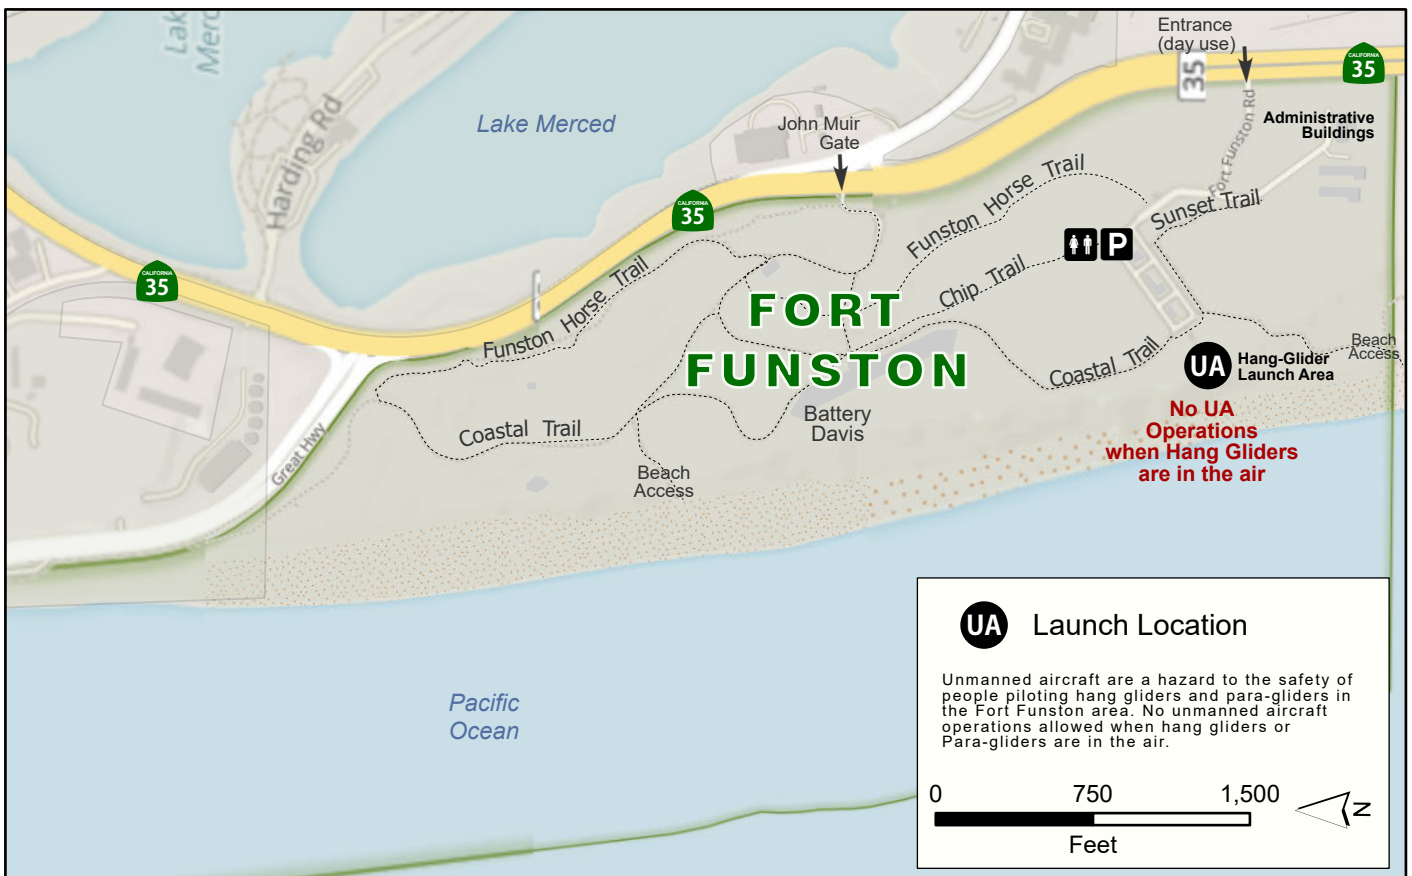 Lake
Merc
Harding Rd
Lake Merced
John Muir
Gate
Entrance
(day use)
35
CALIFORNIA
35
Fort Funston Rd
Administrative
Buildings
CALIFORNIA
35
CALIFORNIA
35
Funston Horse Trail
Sunset Trail
P
Chip Trail
Funston Horse Trail
FORT
FUNSTON
Coastal Trail
Beach
Access
UA
Hang-Glider
Launch Area
No UA
Operations
when Hang Gliders
are in the air
Battery
Davis
Coastal Trail
Great Hwy
Beach
Access
Pacific
Ocean
UA Launch Location
Unmanned aircraft are a hazard to the safety of
people piloting hang gliders and para-gliders in
the Fort Funston area. No unmanned aircraft
operations allowed when hang gliders or
Para-gliders are in the air.
0 750 1,500
Feet
N